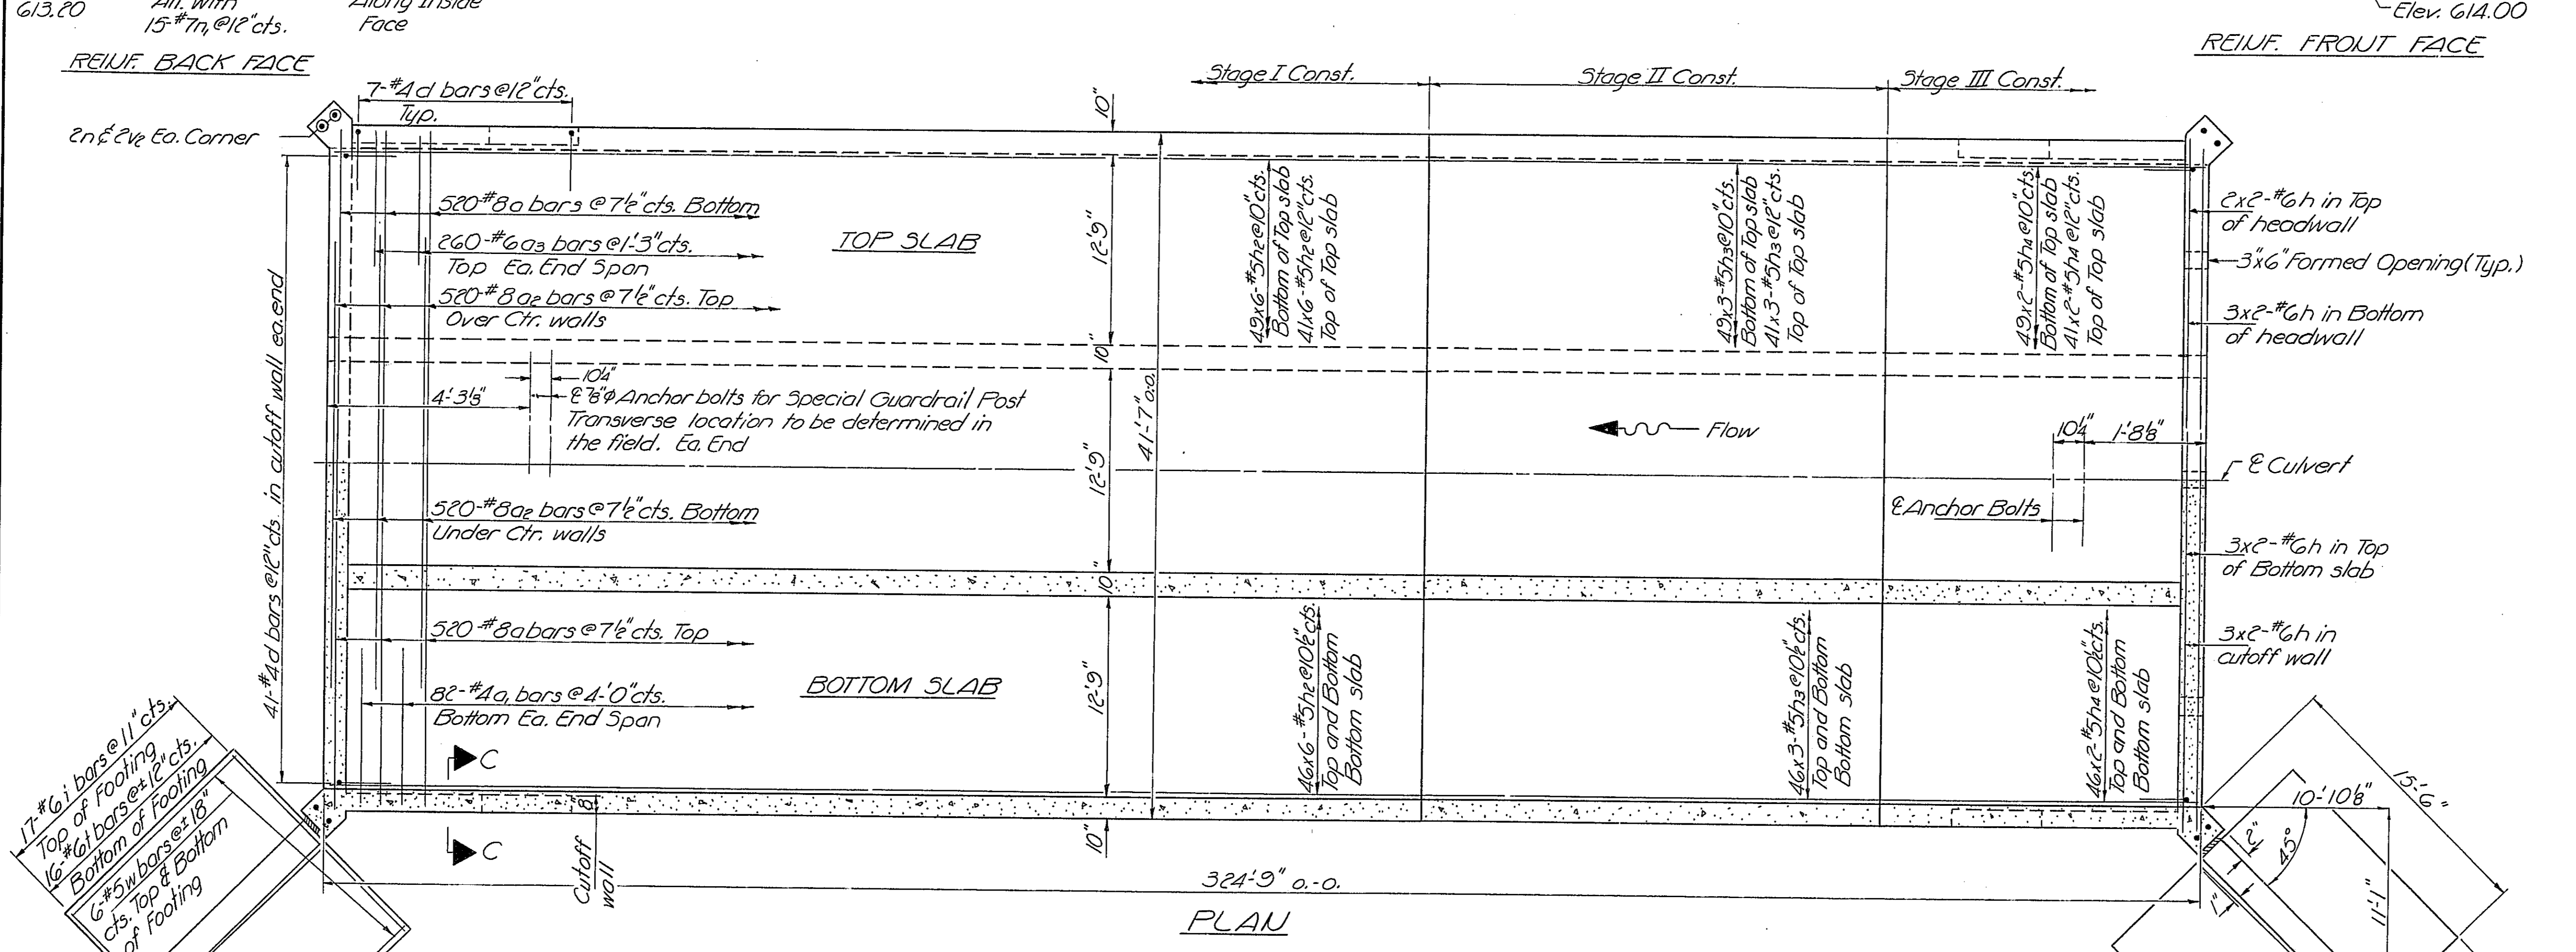 613.20
Alt. with
15-#7n,@12"cts.
Along Inside
Face
REINF. BACK FACE
Elev. 614.00
REINF. FRONT FACE
7-#4d bars@12"cts.
Typ.
2n & 2v2 Ea. Corner
10"
Stage I Const.
Stage II Const.
Stage III Const.
520-#8a bars @7½"cts. Bottom
260-#6a3 bars @1'-3"cts.
Top Ea. End Span
520-#8a2 bars @7½"cts. Top
Over Ctr. walls
TOP SLAB
12'-9"
49x6-#5h2@10"cts.
Bottom of Top slab
41x6-#5h2@12"cts.
Top of Top slab
49x3-#5h3@10"cts.
Bottom of Top slab
41x3-#5h3@12"cts.
Top of Top slab
49x2-#5h4@10"cts.
Bottom of Top slab
41x2-#5h4@12"cts.
Top of Top slab
2x2-#6h in Top
of headwall
3"x6" Formed Opening (Typ.)
3x2-#6h in Bottom
of headwall
41-#4d bars @12"cts. in cutoff wall ea. end
10"
10¼"
4'-3⅛"
℄ ⅞"φ Anchor bolts for Special Guardrail Post
Transverse location to be determined in
the field. Ea. End
12'-9"
41'-7" o.o.
Flow
10¼"
1'-8⅛"
℄ Culvert
℄ Anchor Bolts
520-#8a2 bars @7½"cts. Bottom
Under Ctr. walls
10"
3x2-#6h in Top
of Bottom slab
520-#8a bars @7½"cts. Top
82-#4a1 bars @4'-0"cts.
Bottom Ea. End Span
BOTTOM SLAB
12'-9"
46x6-#5h2@10½"cts.
Top and Bottom
Bottom slab
46x3-#5h3@10½"cts.
Top and Bottom
Bottom slab
46x2-#5h4@10½"cts.
Top and Bottom
Bottom slab
3x2-#6h in
cutoff wall
C
C
8"
Cutoff
wall
10"
17-#6i bars@11"cts.
Top of Footing
16-#6t bars@±12"cts.
Bottom of Footing
6-#5w bars@±18"
cts. Top & Bottom
of Footing
324'-9" o.-o.
PLAN
15'-6"
10'-10⅛"
2"
45°
1"
11'-1"